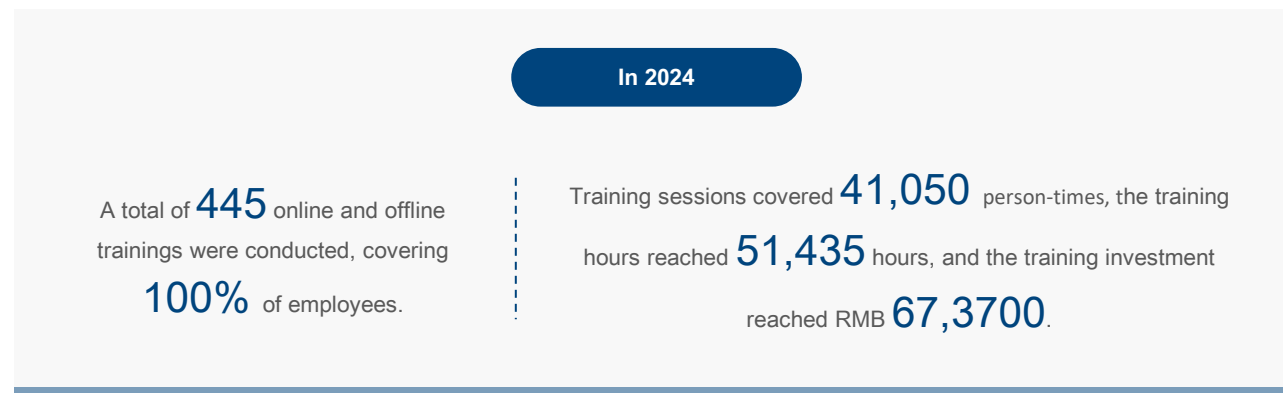 In 2024
A total of 445 online and offline
trainings were conducted, covering
100% of employees.
Training sessions covered 41,050 person-times, the training
hours reached 51,435 hours, and the training investment
reached RMB 67,3700.